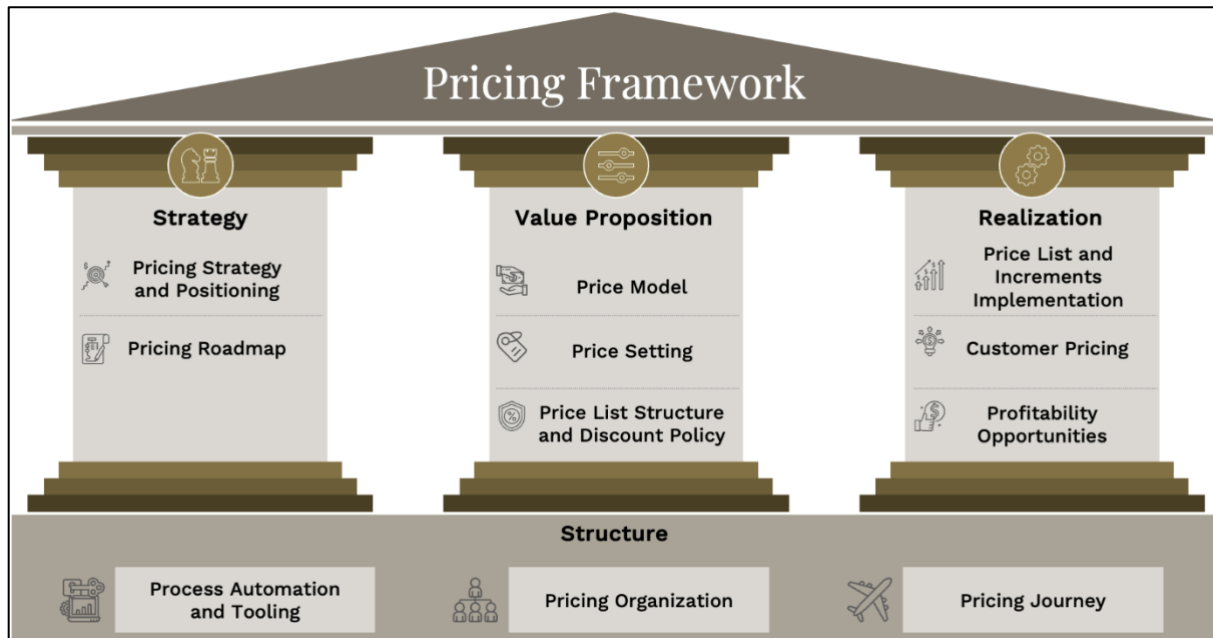 Pricing Framework
Strategy
Pricing Strategy
and Positioning
Pricing Roadmap
Value Proposition
Price Model
Price Setting
Price List Structure
and Discount Policy
Realization
Price List and
Increments
Implementation
Customer Pricing
Profitability
Opportunities
Structure
Process Automation
and Tooling
Pricing Organization
Pricing Journey